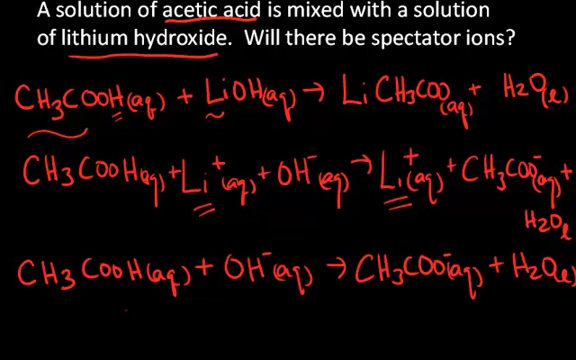 A solution of acetic acid is mixed with a solution
of lithium hydroxide. Will there be spectator ions?
CH3COOH(aq) + LiOH(aq) → LiCH3COO(aq) + H2O(l)
CH3COOH(aq) + Li+(aq) + OH-(aq) → Li+(aq) + CH3COO-(aq) +
H2Ol
CH3COOH(aq) + OH-(aq) → CH3COO-(aq) + H2O(l)